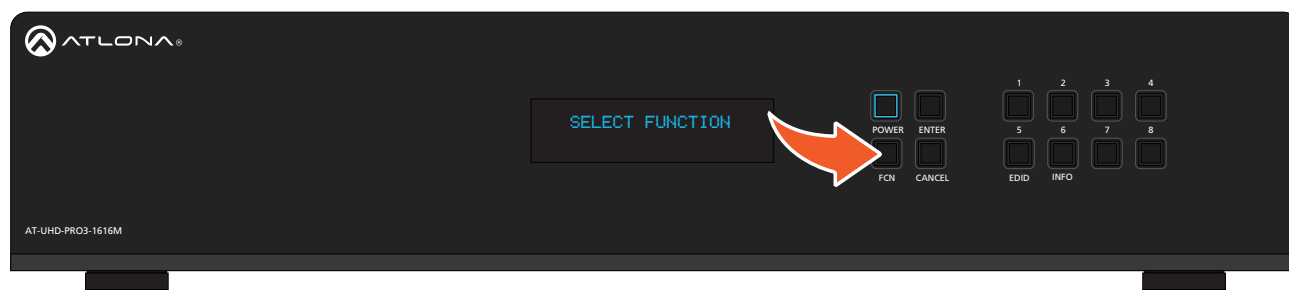 ATLONA®
SELECT FUNCTION
1 2 3 4
POWER ENTER
5 6 7 8
FCN CANCEL
EDID INFO
AT-UHD-PRO3-1616M